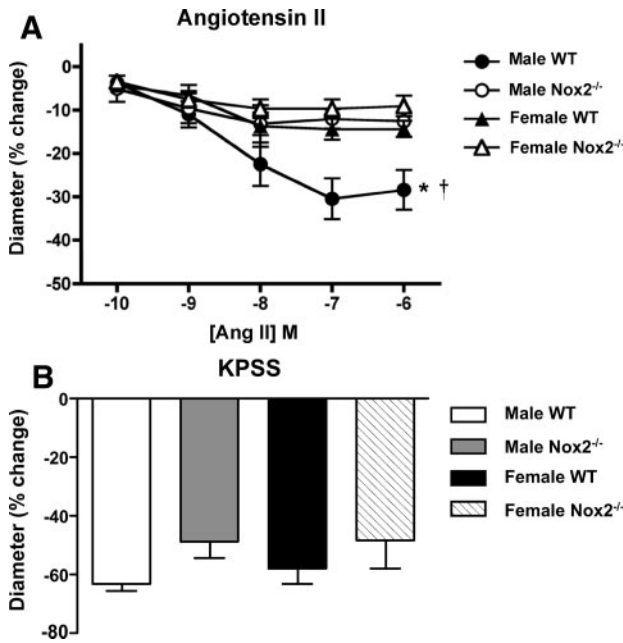 A
Angiotensin II
Diameter (% change)
0
-10
-20
-30
-40
-50
* †
-10 -9 -8 -7 -6
[Ang II] M
Male WT
Male Nox2⁻/⁻
Female WT
Female Nox2⁻/⁻
B
KPSS
Diameter (% change)
0
-20
-40
-60
-80
Male WT
Male Nox2⁻/⁻
Female WT
Female Nox2⁻/⁻